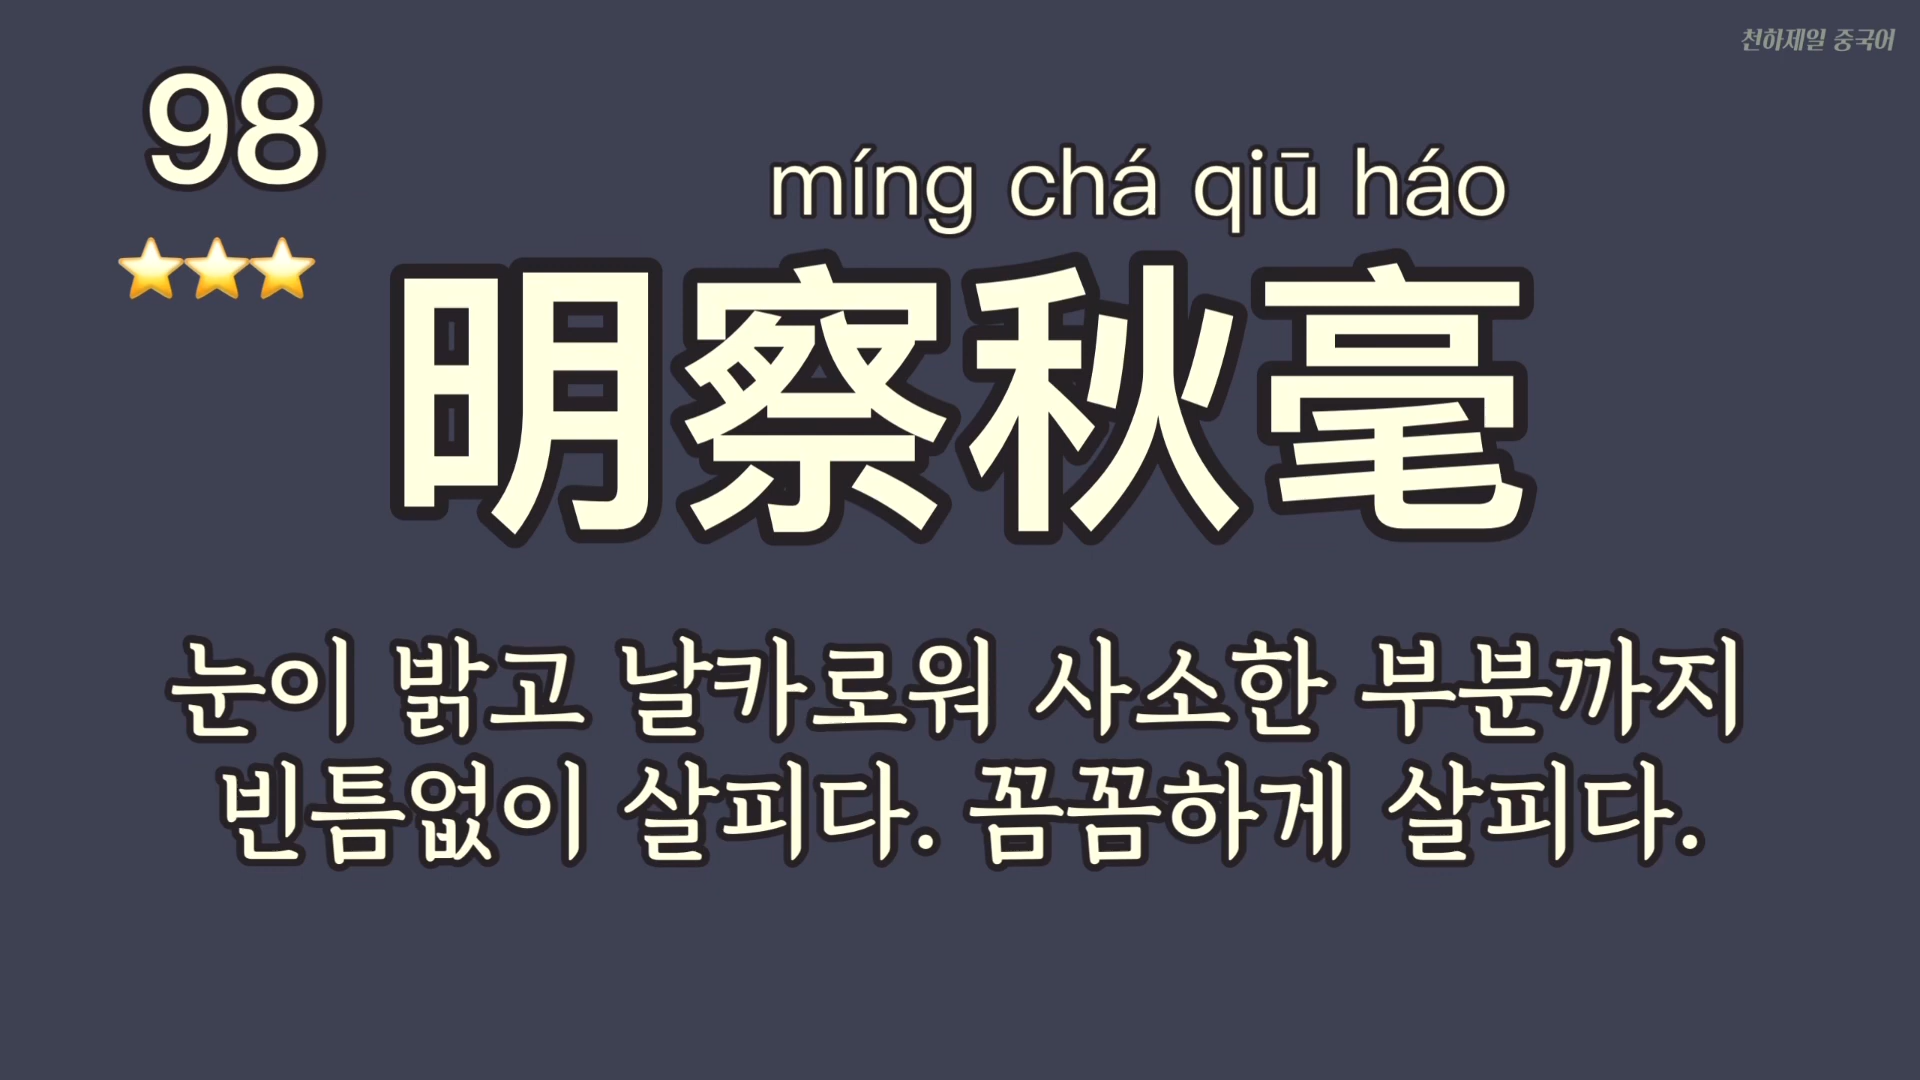 천하제일 중국어
98
⭐⭐⭐
míng chá qiū háo
明察秋毫
눈이 밝고 날카로워 사소한 부분까지
빈틈없이 살피다. 꼼꼼하게 살피다.